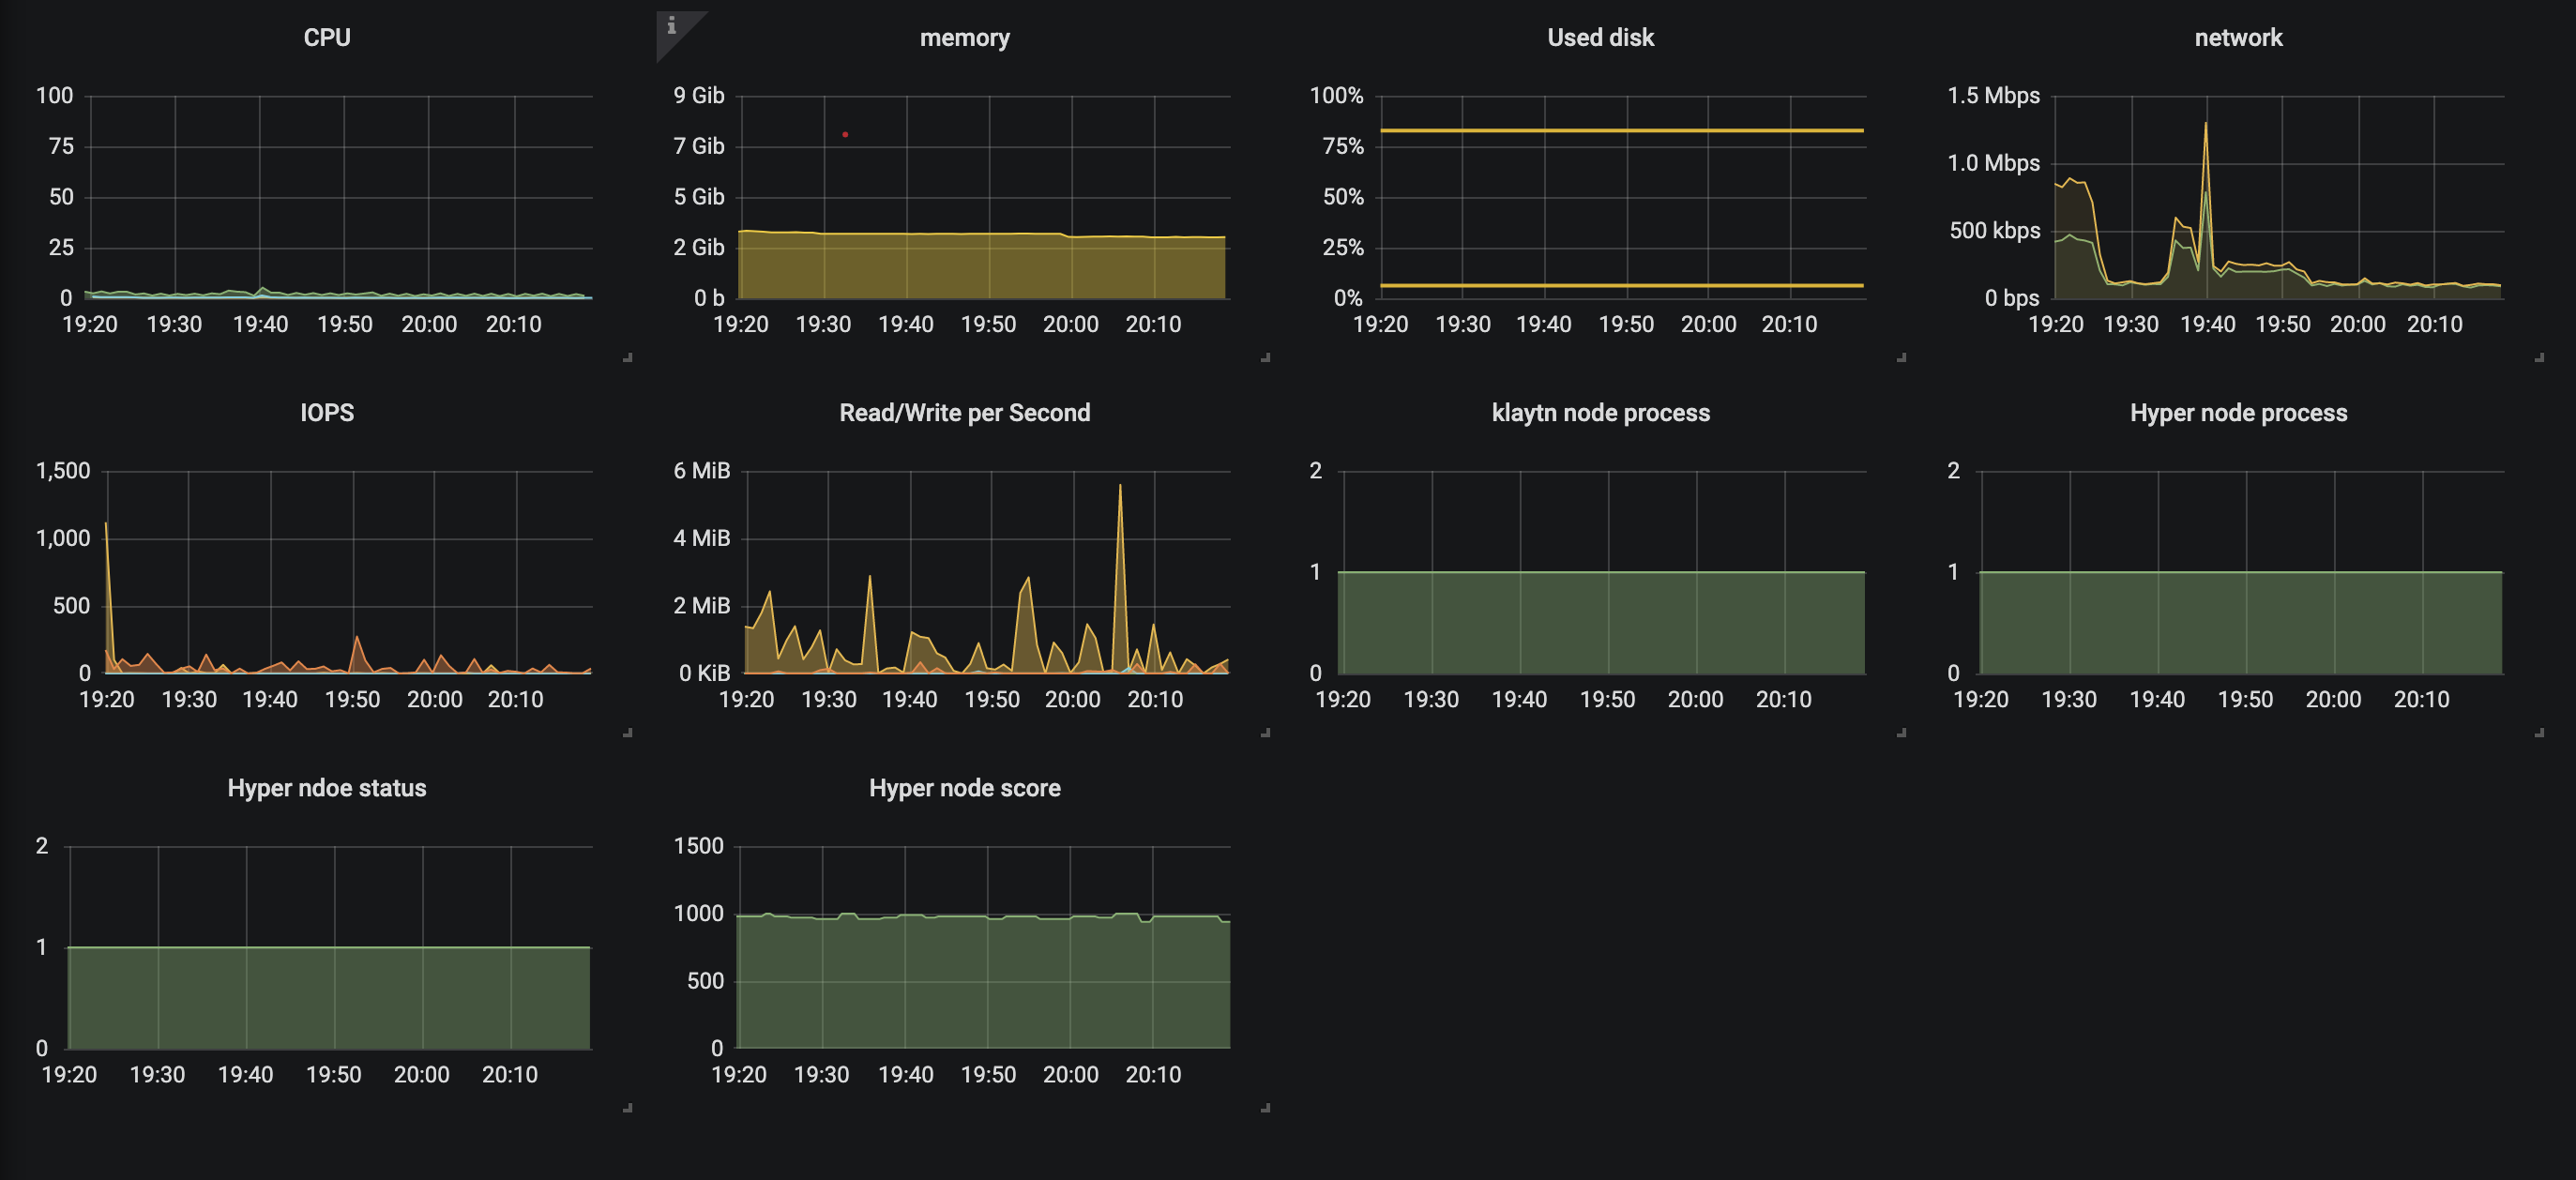 CPU
100
75
50
25
0
19:20 19:30 19:40 19:50 20:00 20:10
i
memory
9 Gib
7 Gib
5 Gib
2 Gib
0 b
19:20 19:30 19:40 19:50 20:00 20:10
Used disk
100%
75%
50%
25%
0%
19:20 19:30 19:40 19:50 20:00 20:10
network
1.5 Mbps
1.0 Mbps
500 kbps
0 bps
19:20 19:30 19:40 19:50 20:00 20:10
IOPS
1,500
1,000
500
0
19:20 19:30 19:40 19:50 20:00 20:10
Read/Write per Second
6 MiB
4 MiB
2 MiB
0 KiB
19:20 19:30 19:40 19:50 20:00 20:10
klaytn node process
2
1
0
19:20 19:30 19:40 19:50 20:00 20:10
Hyper node process
2
1
0
19:20 19:30 19:40 19:50 20:00 20:10
Hyper ndoe status
2
1
0
19:20 19:30 19:40 19:50 20:00 20:10
Hyper node score
1500
1000
500
0
19:20 19:30 19:40 19:50 20:00 20:10